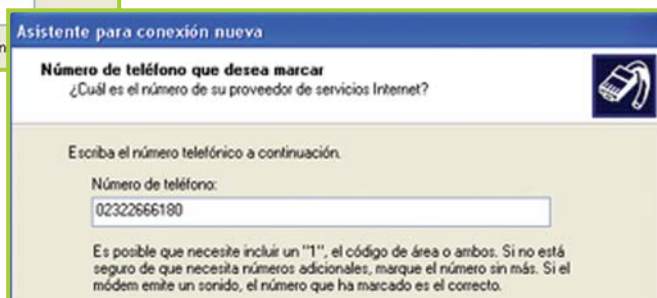 Asistente para conexión nueva
Número de teléfono que desea marcar
¿Cuál es el número de su proveedor de servicios Internet?
Escriba el número telefónico a continuación.
Número de teléfono:
02322666180
Es posible que necesite incluir un "1", el código de área o ambos. Si no está
seguro de que necesita números adicionales, marque el número sin más. Si el
módem emite un sonido, el número que ha marcado es el correcto.